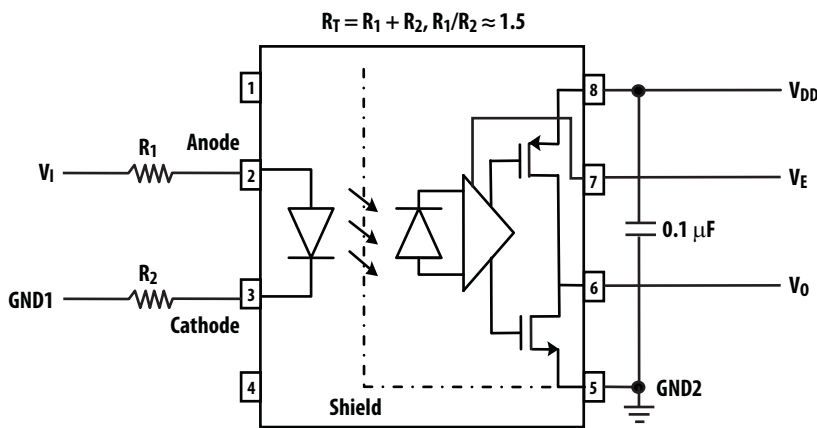 R_T = R_1 + R_2, R_1/R_2 ≈ 1.5
1
8
V_DD
R_1
Anode
V_I
2
7
V_E
0.1 μF
R_2
GND1
3
6
V_O
Cathode
4
5
GND2
Shield